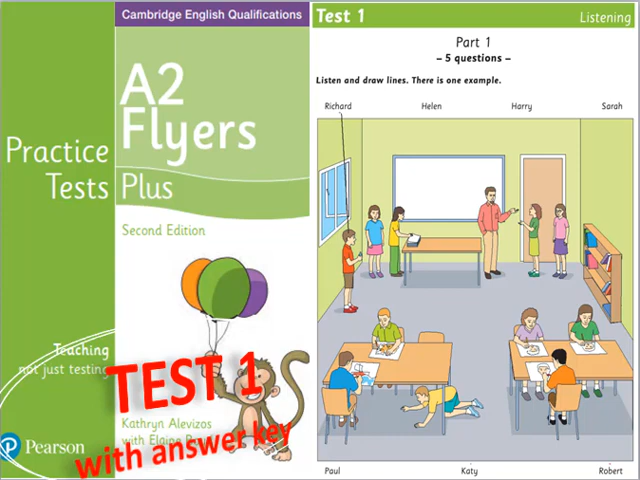 Cambridge English Qualifications
A2
Flyers
Practice
Tests
Plus
Second Edition
Teaching
not just testing
TEST 1
Kathryn Alevizos
with Elaine
with answer key
Pearson
Test 1
Listening
Part 1
– 5 questions –
Listen and draw lines. There is one example.
Richard Helen Harry Sarah
Paul Katy Robert